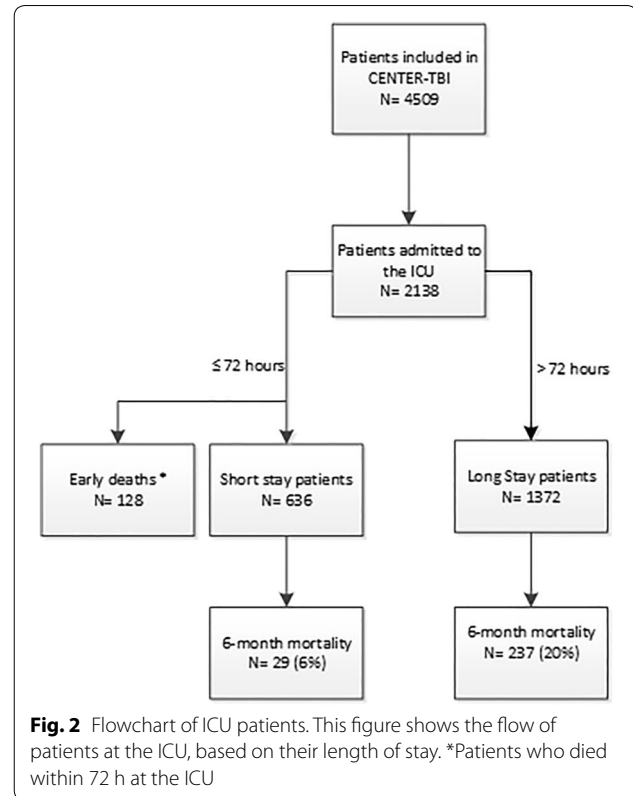 Patients included in
CENTER-TBI
N= 4509
Patients admitted to
the ICU
N= 2138
≤72 hours
>72 hours
Early deaths *
N= 128
Short stay patients
N= 636
Long Stay patients
N= 1372
6-month mortality
N= 29 (6%)
6-month mortality
N= 237 (20%)
Fig. 2 Flowchart of ICU patients. This figure shows the flow of
patients at the ICU, based on their length of stay. *Patients who died
within 72 h at the ICU